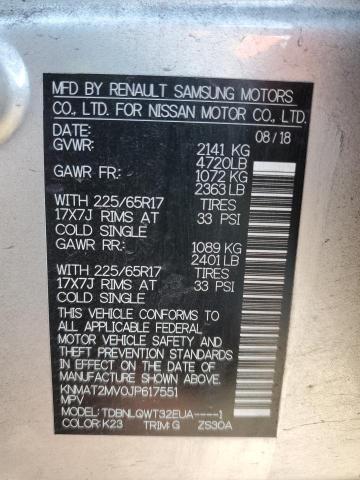 MFD BY RENAULT SAMSUNG MOTORS
CO., LTD. FOR NISSAN MOTOR CO., LTD.
DATE: 08/18
GVWR: 2141 KG
4720LB
GAWR FR: 1072 KG
2363 LB
WITH 225/65R17 TIRES
17X7J RIMS AT 33 PSI
COLD SINGLE
GAWR RR: 1089 KG
2401 LB
WITH 225/65R17 TIRES
17X7J RIMS AT 33 PSI
COLD SINGLE
THIS VEHICLE CONFORMS TO
ALL APPLICABLE FEDERAL
MOTOR VEHICLE SAFETY AND
THEFT PREVENTION STANDARDS
IN EFFECT ON THE DATE OF
MANUFACTURE SHOWN ABOVE.
KNMAT2MV0JP617551
MPV
MODEL: TDBNLQWT32EUA----1
COLOR: K23 TRIM: G ZS30A